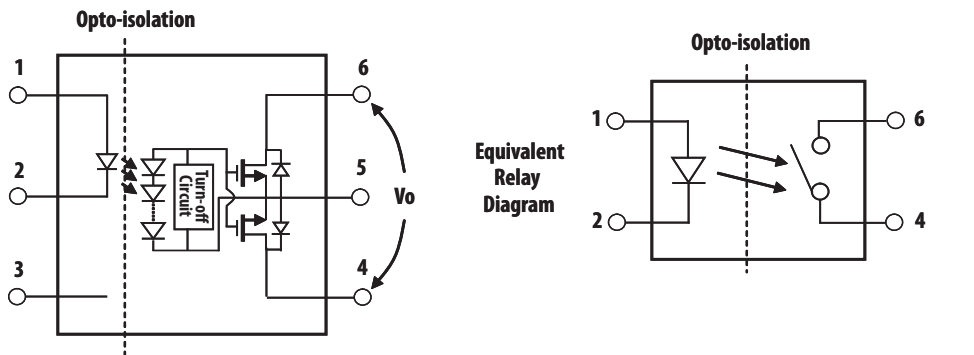 Opto-isolation
1
2
3
Turn-off
Circuit
6
5
4
Vo
Equivalent
Relay
Diagram
Opto-isolation
1
2
6
4